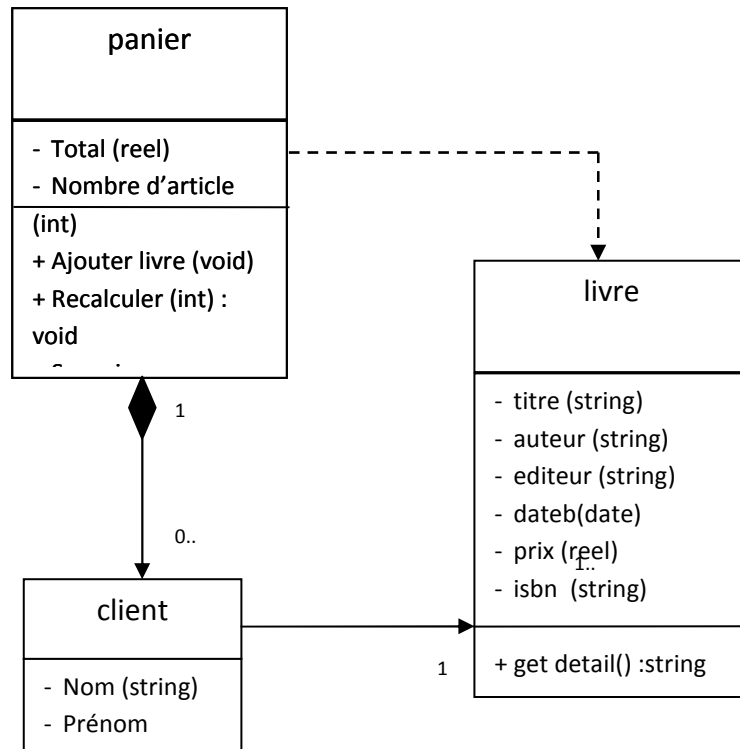 panier
- Total (reel)
- Nombre d'article
(int)
+ Ajouter livre (void)
+ Recalculer (int) :
void
1
0..
livre
- titre (string)
- auteur (string)
- editeur (string)
- dateb(date)
- prix (reel)
1..
- isbn (string)
+ get detail() :string
client
- Nom (string)
- Prénom
1